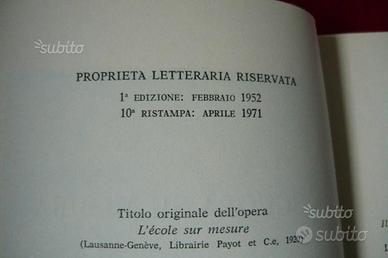 subito
PROPRIETÀ LETTERARIA RISERVATA
1ª EDIZIONE: FEBBRAIO 1952
10ª RISTAMPA: APRILE 1971
Titolo originale dell'opera
L'école sur mesure
(Lausanne-Genève, Librairie Payot et C.e,
subito
subito